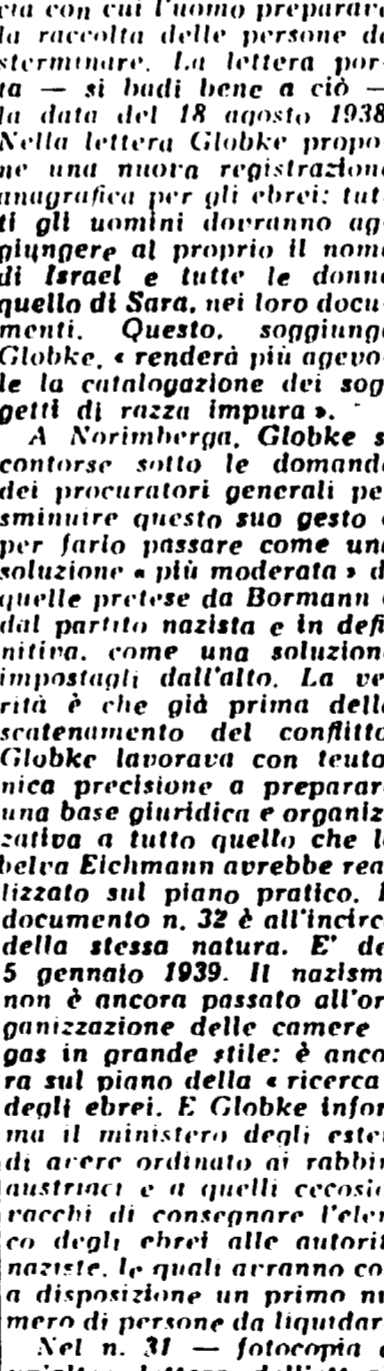 cia con cui l'uomo preparare
la raccolta delle persone da
sterminare. La lettera por-
ta — si badi bene a ciò —
la data del 18 agosto 1938
Nella lettera Globke propo-
ne una nuova registrazione
anagrafica per gli ebrei: tut-
ti gli uomini dovranno ag-
giungere al proprio il nome
di Israel e tutte le donne
quello di Sara, nei loro docu-
menti. Questo, soggiunge
Globke, « renderà più agevo-
le la catalogazione dei sog-
getti di razza impura ».
A Norimberga, Globke s
contorse sotto le domande
dei procuratori generali pe
sminuire questo suo gesto e
per farlo passare come una
soluzione « più moderata » d
quelle pretese da Bormann e
dal partito nazista e in defi
nitiva, come una soluzione
impostagli dall'alto. La ve
rità è che già prima dello
scatenamento del conflitto
Globke lavorava con teuto
nica precisione a preparar
una base giuridica e organiz
zativa a tutto quello che la
belva Eichmann avrebbe rea
lizzato sul piano pratico. I
documento n. 32 è all'incirca
della stessa natura. E' de
5 gennaio 1939. Il nazism
non è ancora passato all'or
ganizzazione delle camere
gas in grande stile: è anco
ra sul piano della « ricerca
degli ebrei. E Globke infor
ma il ministero degli este
di avere ordinato ai rabbin
austriaci e a quelli cecoslo
vacchi di consegnare l'elen
co degli ebrei alle autorit
naziste, le quali avranno co
a disposizione un primo nu
mero di persone da liquidar
Nel n. 31 — fotocopia